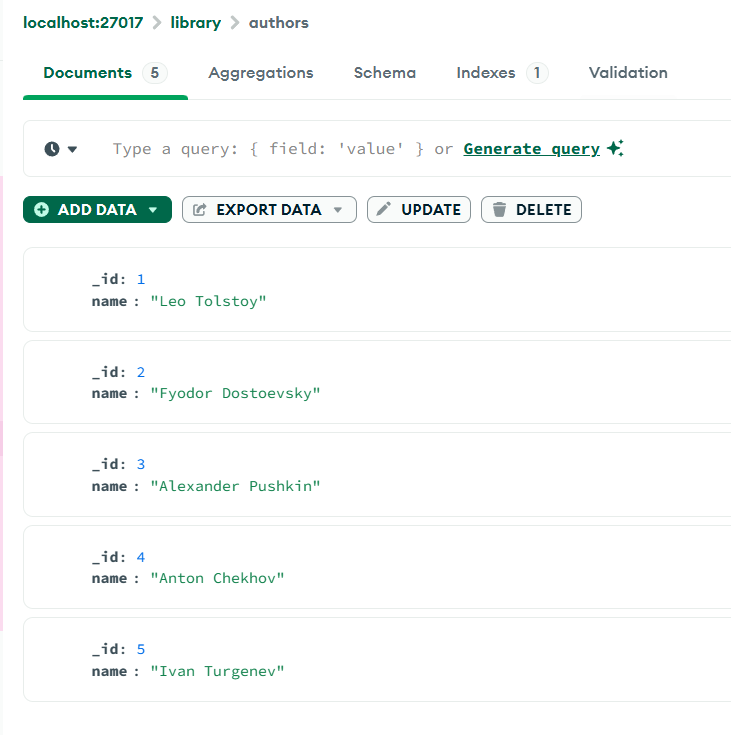 localhost:27017 > library > authors
Documents 5 Aggregations Schema Indexes 1 Validation
Type a query: { field: 'value' } or Generate query
ADD DATA EXPORT DATA UPDATE DELETE
_id: 1
name : "Leo Tolstoy"
_id: 2
name : "Fyodor Dostoevsky"
_id: 3
name : "Alexander Pushkin"
_id: 4
name : "Anton Chekhov"
_id: 5
name : "Ivan Turgenev"